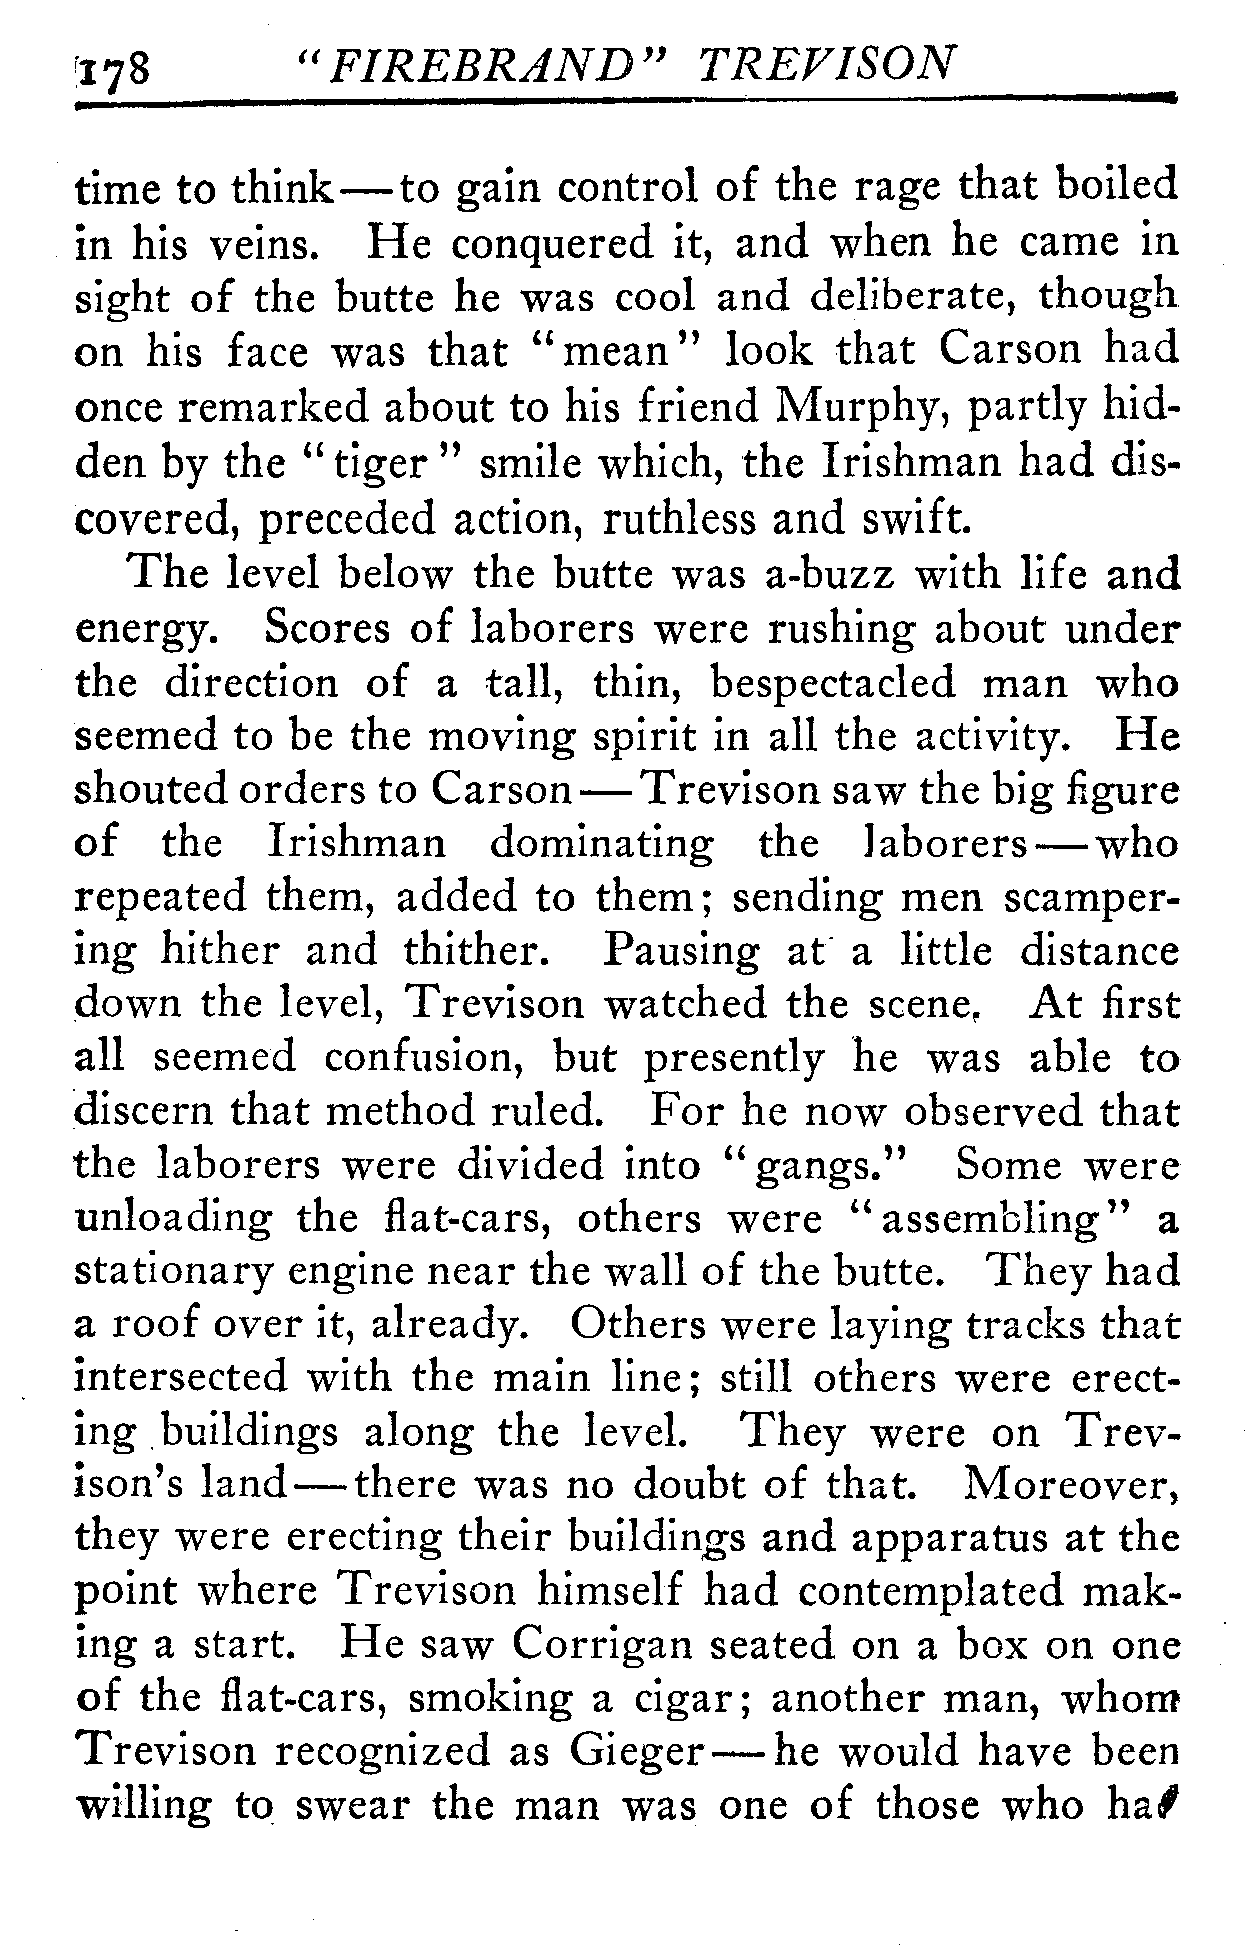 178 "FIREBRAND" TREVISON
time to think—to gain control of the rage that boiled
in his veins. He conquered it, and when he came in
sight of the butte he was cool and deliberate, though
on his face was that "mean" look that Carson had
once remarked about to his friend Murphy, partly hid-
den by the "tiger" smile which, the Irishman had dis-
covered, preceded action, ruthless and swift.
The level below the butte was a-buzz with life and
energy. Scores of laborers were rushing about under
the direction of a tall, thin, bespectacled man who
seemed to be the moving spirit in all the activity. He
shouted orders to Carson—Trevison saw the big figure
of the Irishman dominating the laborers—who
repeated them, added to them; sending men scamper-
ing hither and thither. Pausing at a little distance
down the level, Trevison watched the scene. At first
all seemed confusion, but presently he was able to
discern that method ruled. For he now observed that
the laborers were divided into "gangs." Some were
unloading the flat-cars, others were "assembling" a
stationary engine near the wall of the butte. They had
a roof over it, already. Others were laying tracks that
intersected with the main line; still others were erect-
ing buildings along the level. They were on Trev-
ison's land—there was no doubt of that. Moreover,
they were erecting their buildings and apparatus at the
point where Trevison himself had contemplated mak-
ing a start. He saw Corrigan seated on a box on one
of the flat-cars, smoking a cigar; another man, whom
Trevison recognized as Gieger—he would have been
willing to swear the man was one of those who had